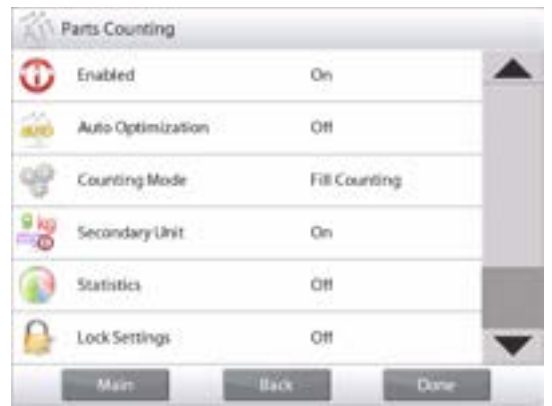 Parts Counting
Enabled On
Auto Optimization Off
Counting Mode Fill Counting
Secondary Unit On
Statistics Off
Lock Settings Off
Main Back Done